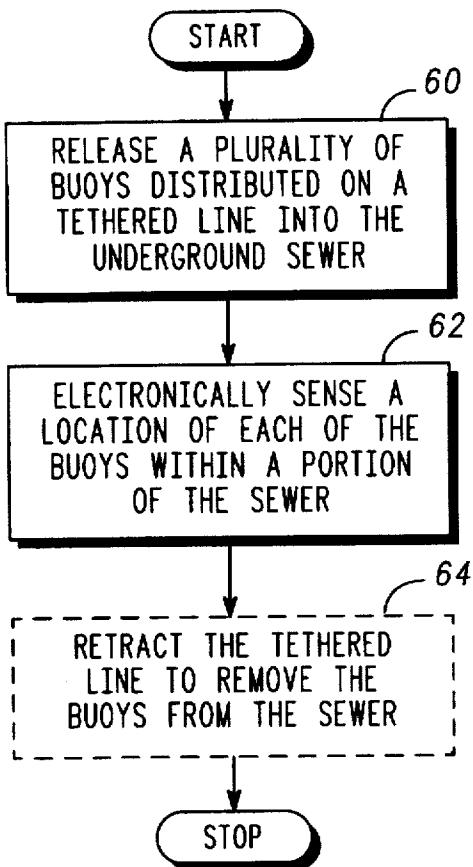 START
60
RELEASE A PLURALITY OF
BUOYS DISTRIBUTED ON A
TETHERED LINE INTO THE
UNDERGROUND SEWER
62
ELECTRONICALLY SENSE A
LOCATION OF EACH OF THE
BUOYS WITHIN A PORTION
OF THE SEWER
64
RETRACT THE TETHERED
LINE TO REMOVE THE
BUOYS FROM THE SEWER
STOP